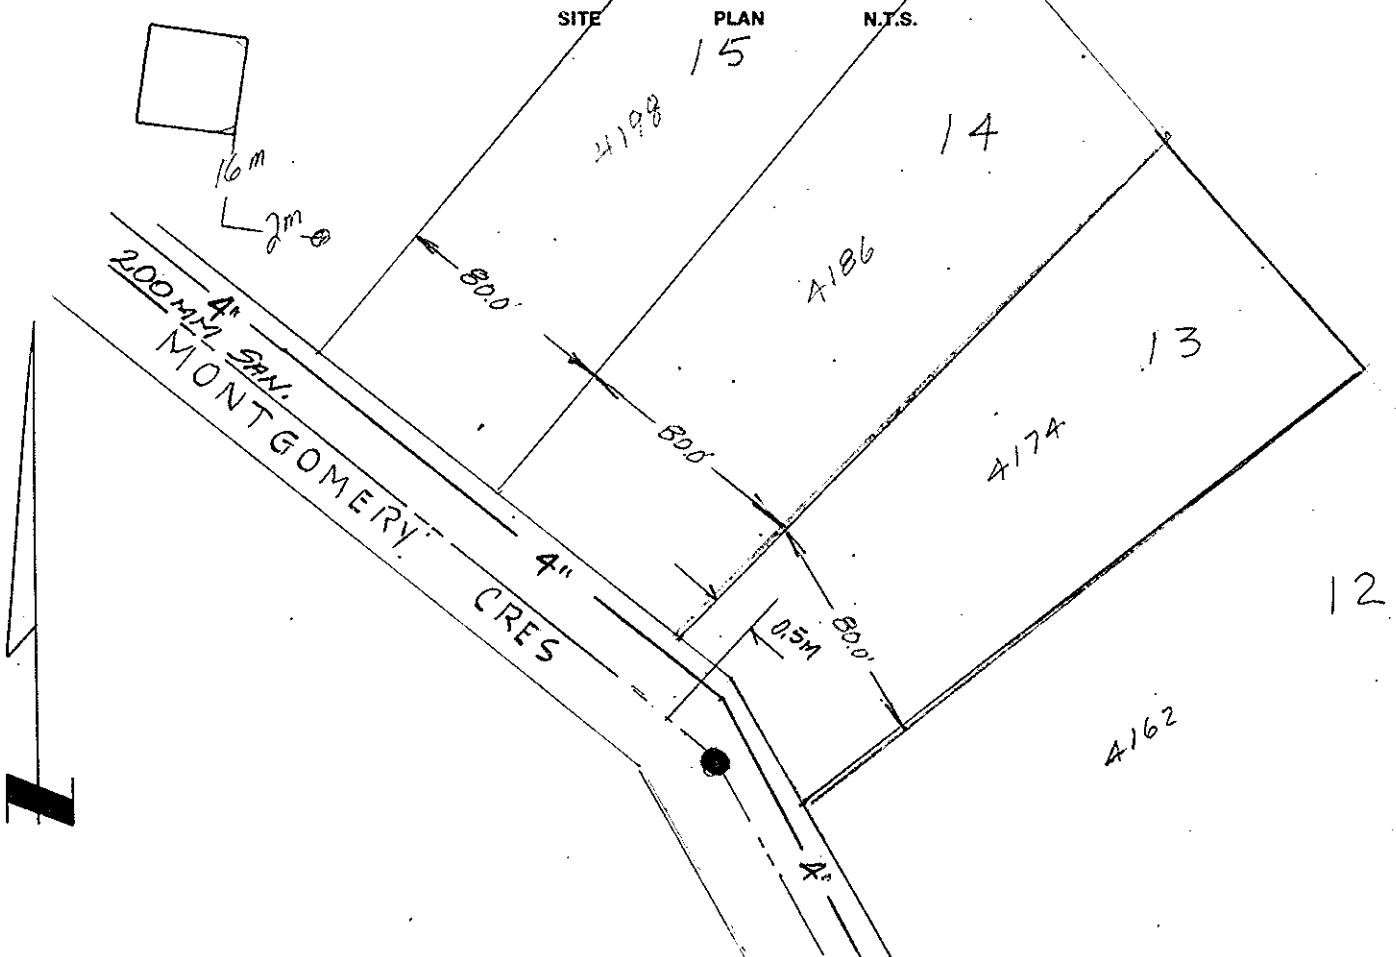 SITE PLAN N.T.S.
15
4198
14
16m
2m
80.0'
4186
200MM SAN.
4"
MONTGOMERY CRES
13
80.0'
4174
4"
0.5M
80.0'
12
4162
4"
N